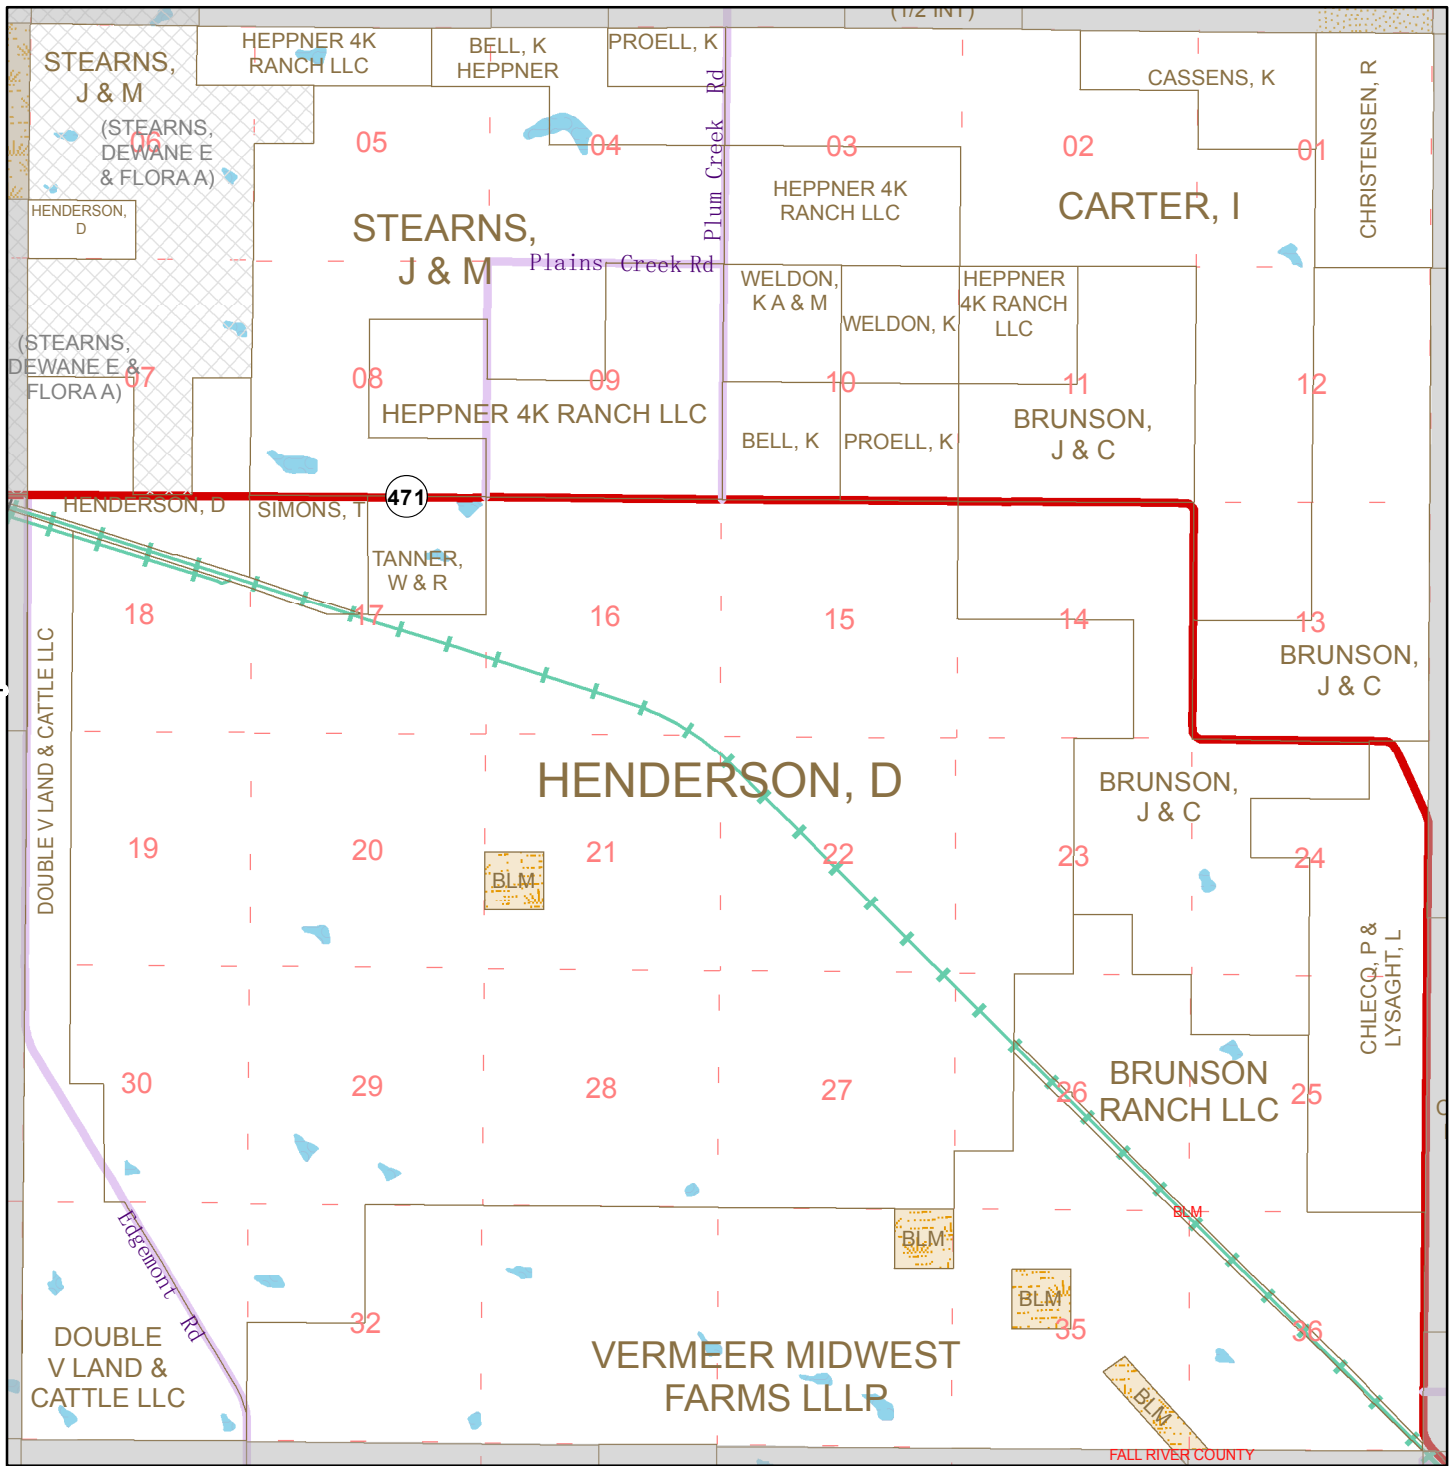 (1/2 INT)
STEARNS,
J & M
HEPPNER 4K
RANCH LLC
BELL, K
HEPPNER
PROELL, K
CASSENS, K
CHRISTENSEN, R
(STEARNS,
DEWANE E
& FLORA A)
06
05
04
03
02
01
Plum Creek Rd
HENDERSON,
D
STEARNS,
J & M
HEPPNER 4K
RANCH LLC
CARTER, I
Plains Creek Rd
WELDON,
K A & M
WELDON, K
HEPPNER
4K RANCH
LLC
(STEARNS,
DEWANE E &
FLORA A)
07
08
09
10
11
12
HEPPNER 4K RANCH LLC
BELL, K
PROELL, K
BRUNSON,
J & C
471
HENDERSON, D
SIMONS, T
TANNER,
W & R
18
17
16
15
14
13
BRUNSON,
J & C
DOUBLE V LAND & CATTLE LLC
HENDERSON, D
BRUNSON,
J & C
19
20
21
22
23
24
BLM
CHLECQ, P &
LYSAGHT, L
30
29
28
27
26
25
BRUNSON
RANCH LLC
C
BLM
Edgemont Rd
BLM
BLM
32
35
36
DOUBLE
V LAND &
CATTLE LLC
VERMEER MIDWEST
FARMS LLLP
BLM
FALL RIVER COUNTY